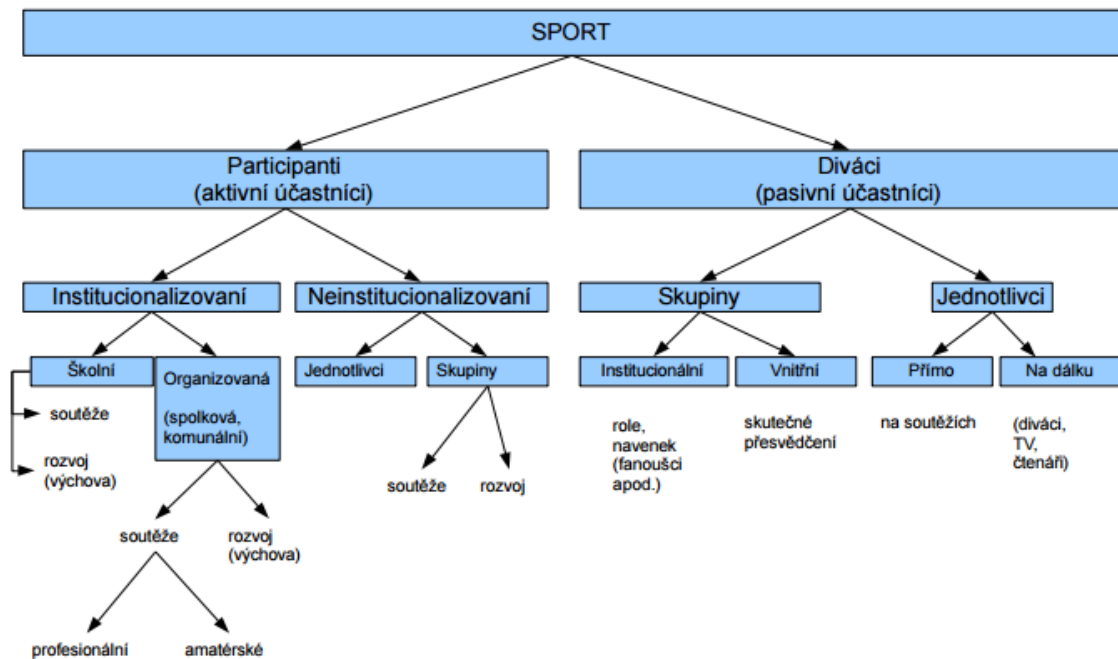 SPORT
Participanti
(aktivní účastníci)
Diváci
(pasivní účastníci)
Institucionalizovaní
Neinstitucionalizovaní
Skupiny
Jednotlivci
Školní
Organizovaná
(spolková,
komunální)
Jednotlivci
Skupiny
Institucionální
Vnitřní
Přímo
Na dálku
soutěže
rozvoj
(výchova)
role,
navenek
(fanoušci
apod.)
skutečné
přesvědčení
na soutěžích
(diváci,
TV,
čtenáři)
soutěže
rozvoj
soutěže
rozvoj
(výchova)
profesionální
amatérské